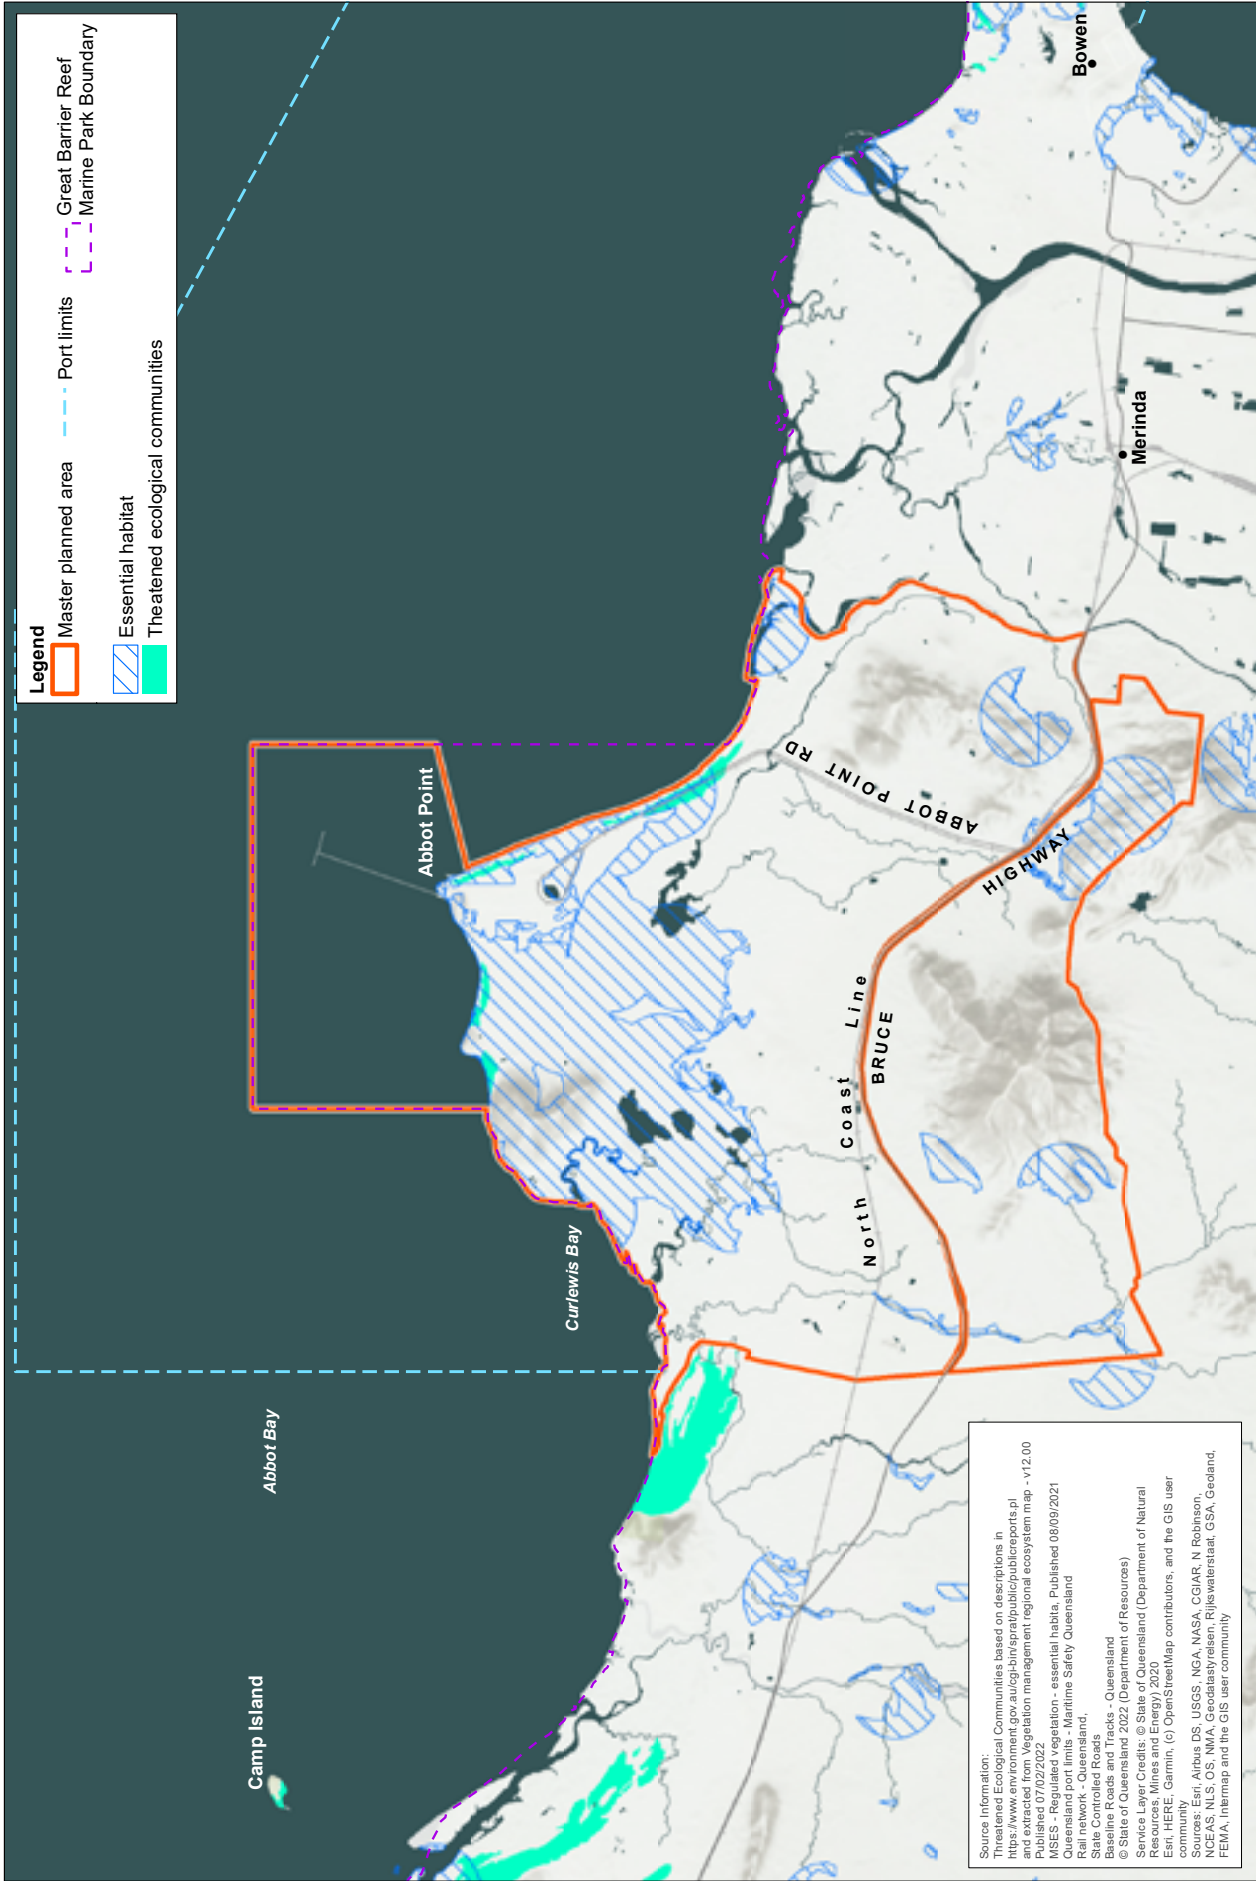 Legend
Master planned area
Port limits
Great Barrier Reef
Marine Park Boundary
Essential habitat
Theatened ecological communities
Camp Island
Abbot Bay
Abbot Point
Curlewis Bay
ABBOT POINT RD
North Coast Line
BRUCE HIGHWAY
Bowen
Merinda
Source Information:
Threatened Ecological Communities based on descriptions in
https://www.environment.gov.au/cgi-bin/sprat/public/publicreports.pl
and extracted from Vegetation management regional ecosystem map - v12.00
Published 07/02/2022
MSES - Regulated vegetation - essential habita, Published 08/09/2021
Queensland port limits - Maritime Safety Queensland
Rail network - Queensland,
State Controlled Roads
Baseline Roads and Tracks - Queensland
© State of Queensland 2022 (Department of Resources)
Service Layer Credits: © State of Queensland (Department of Natural
Resources, Mines and Energy) 2020
Esri, HERE, Garmin, (c) OpenStreetMap contributors, and the GIS user
community
Sources: Esri, Airbus DS, USGS, NGA, NASA, CGIAR, N Robinson,
NCEAS, NLS, OS, NMA, Geodatastyrelsen, Rijkswaterstaat, GSA, Geoland,
FEMA, Intermap and the GIS user community